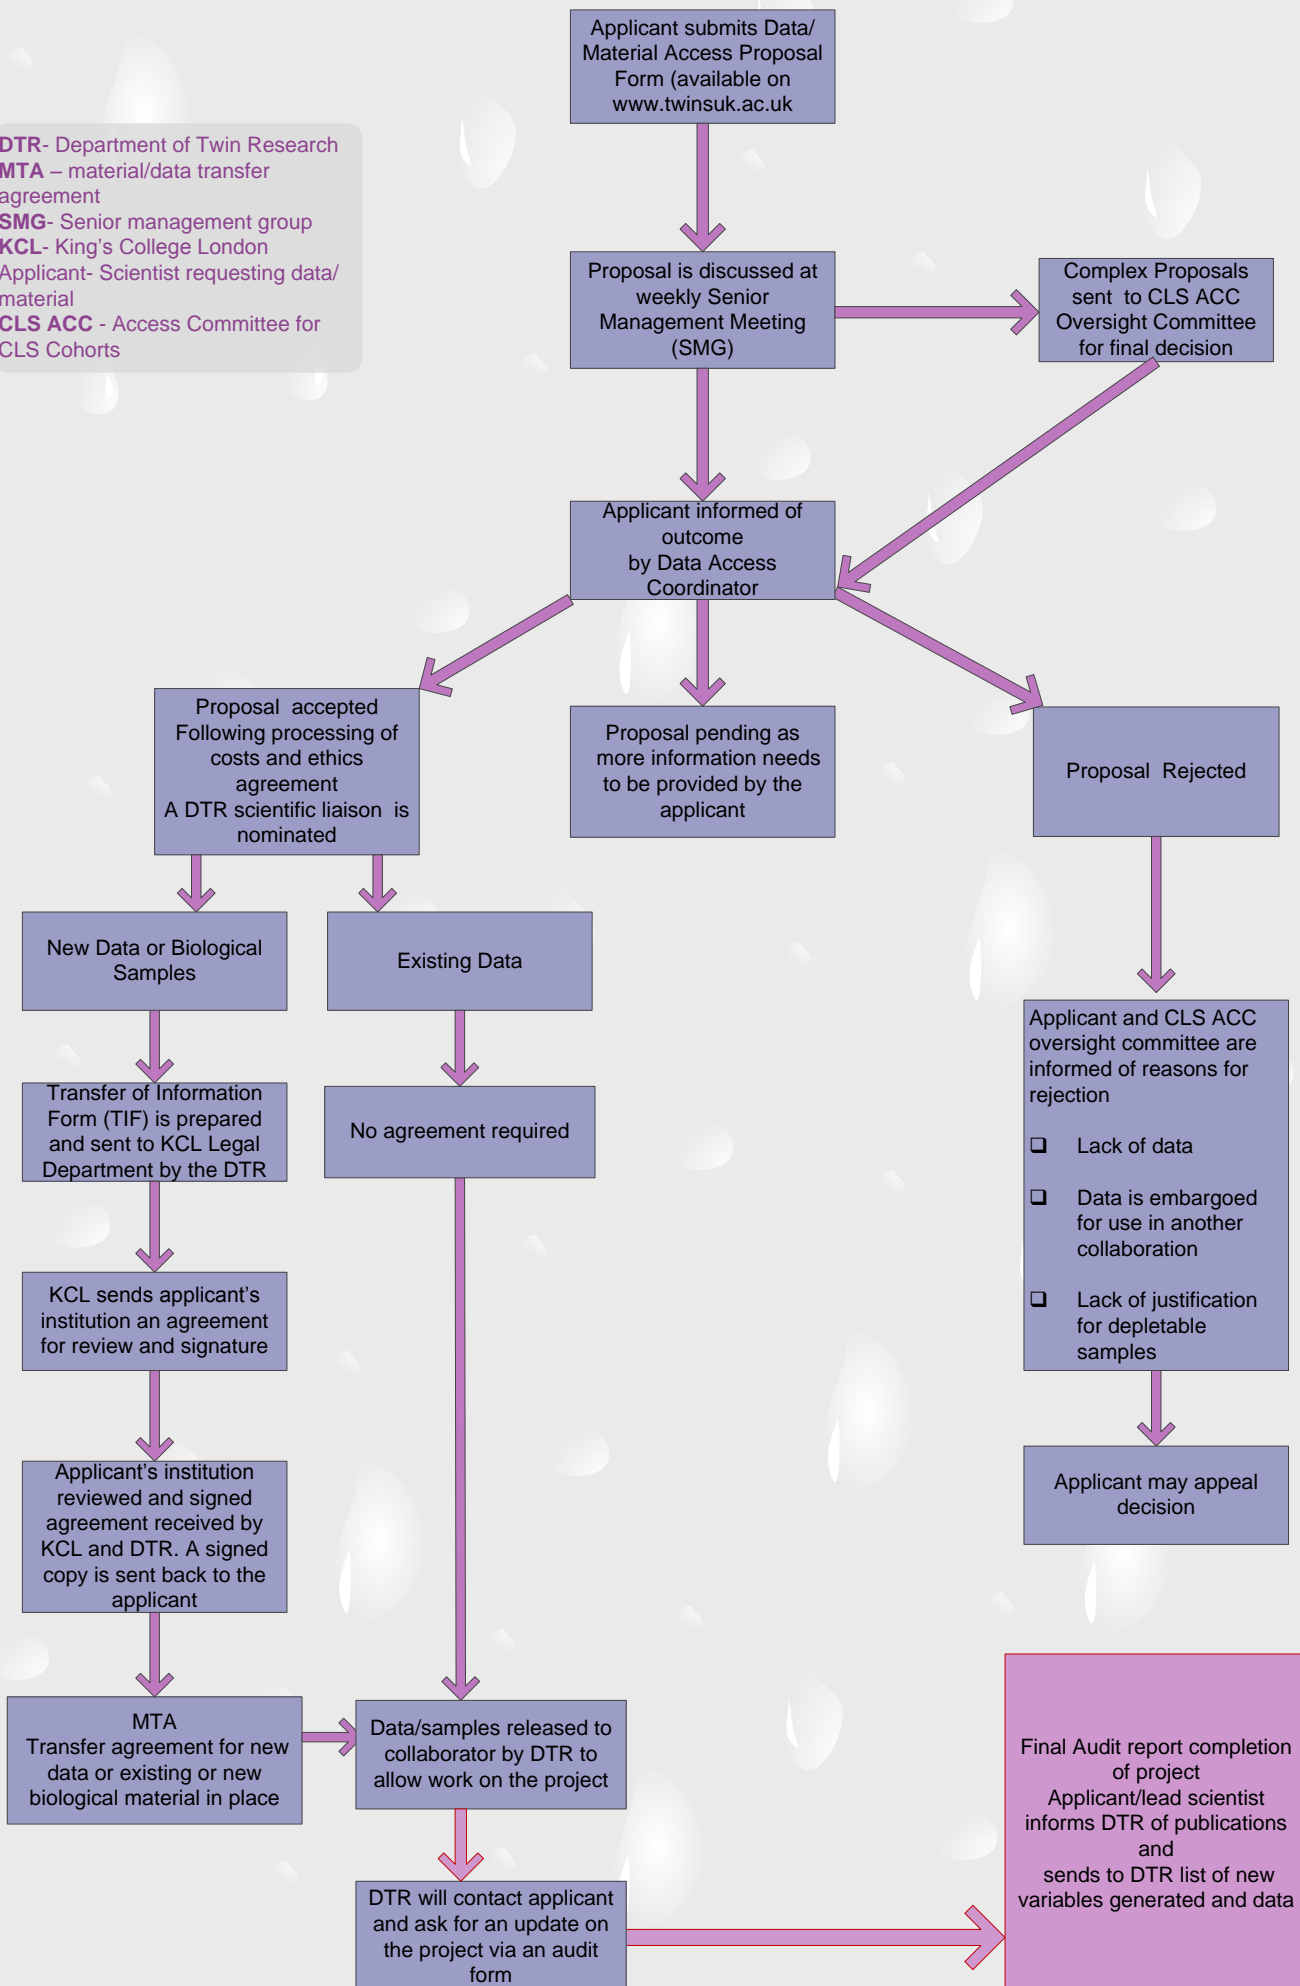 Applicant submits Data/
Material Access Proposal
Form (available on
www.twinsuk.ac.uk
DTR- Department of Twin Research
MTA – material/data transfer
agreement
SMG- Senior management group
KCL- King's College London
Applicant- Scientist requesting data/
material
CLS ACC - Access Committee for
CLS Cohorts
Proposal is discussed at
weekly Senior
Management Meeting
(SMG)
Complex Proposals
sent to CLS ACC
Oversight Committee
for final decision
Applicant informed of
outcome
by Data Access
Coordinator
Proposal accepted
Following processing of
costs and ethics
agreement
A DTR scientific liaison is
nominated
Proposal pending as
more information needs
to be provided by the
applicant
Proposal Rejected
New Data or Biological
Samples
Existing Data
Transfer of Information
Form (TIF) is prepared
and sent to KCL Legal
Department by the DTR
No agreement required
Applicant and CLS ACC
oversight committee are
informed of reasons for
rejection
❑ Lack of data
❑ Data is embargoed
for use in another
collaboration
❑ Lack of justification
for depletable
samples
KCL sends applicant's
institution an agreement
for review and signature
Applicant may appeal
decision
Applicant's institution
reviewed and signed
agreement received by
KCL and DTR. A signed
copy is sent back to the
applicant
MTA
Transfer agreement for new
data or existing or new
biological material in place
Data/samples released to
collaborator by DTR to
allow work on the project
Final Audit report completion
of project
Applicant/lead scientist
informs DTR of publications
and
sends to DTR list of new
variables generated and data
DTR will contact applicant
and ask for an update on
the project via an audit
form